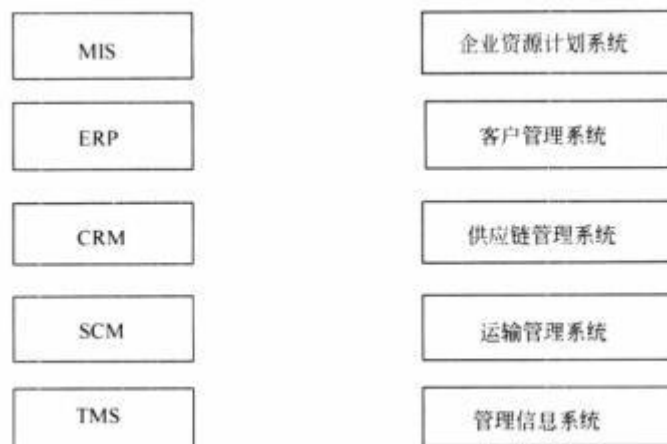 MIS
企业资源计划系统
ERP
客户管理系统
CRM
供应链管理系统
SCM
运输管理系统
TMS
管理信息系统